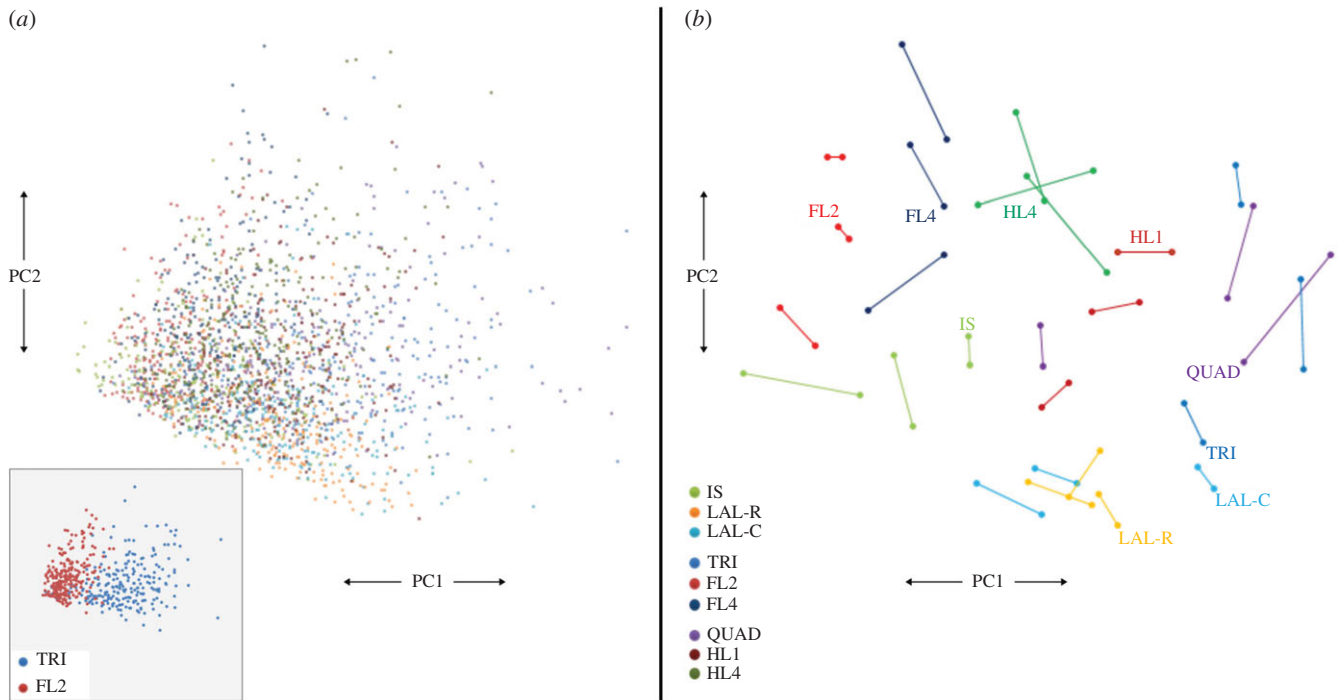 (a)
PC2
PC1
TRI
FL2
(b)
PC2
FL2
FL4
HL4
HL1
IS
QUAD
TRI
LAL-C
LAL-R
PC1
IS
LAL-R
LAL-C
TRI
FL2
FL4
QUAD
HL1
HL4